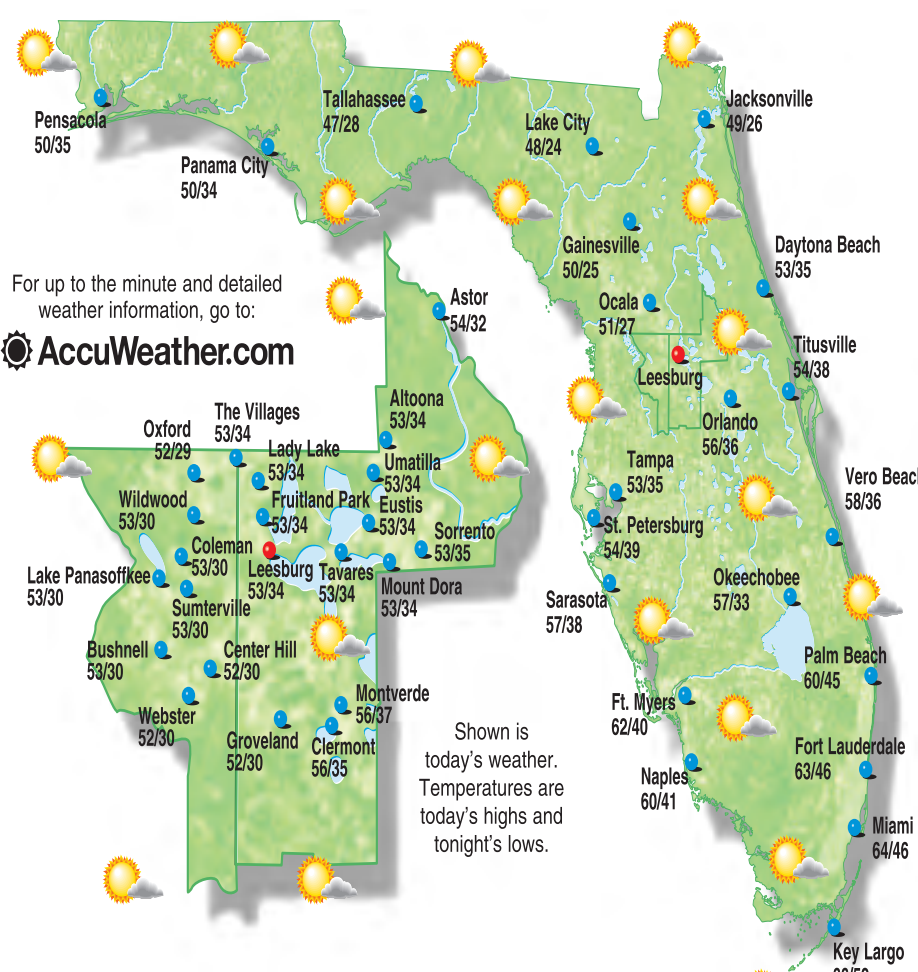 Pensacola
50/35
Panama City
50/34
Tallahassee
47/28
Lake City
48/24
Jacksonville
49/26
Gainesville
50/25
Daytona Beach
53/35
Ocala
51/27
Titusville
54/38
Leesburg
Orlando
56/36
Tampa
53/35
Vero Beach
58/36
St. Petersburg
54/39
Sarasota
57/38
Okeechobee
57/33
Palm Beach
60/45
Ft. Myers
62/40
Fort Lauderdale
63/46
Naples
60/41
Miami
64/46
Key Largo
For up to the minute and detailed
weather information, go to:
AccuWeather.com
Astor
54/32
Altoona
53/34
The Villages
53/34
Oxford
52/29
Lady Lake
53/34
Umatilla
53/34
Wildwood
53/30
Fruitland Park
53/34
Eustis
53/34
Sorrento
53/35
Coleman
53/30
Leesburg
53/34
Tavares
53/34
Mount Dora
53/34
Lake Panasoffkee
53/30
Sumterville
53/30
Bushnell
53/30
Center Hill
52/30
Webster
52/30
Groveland
52/30
Montverde
56/37
Clermont
56/35
Shown is
today's weather.
Temperatures are
today's highs and
tonight's lows.